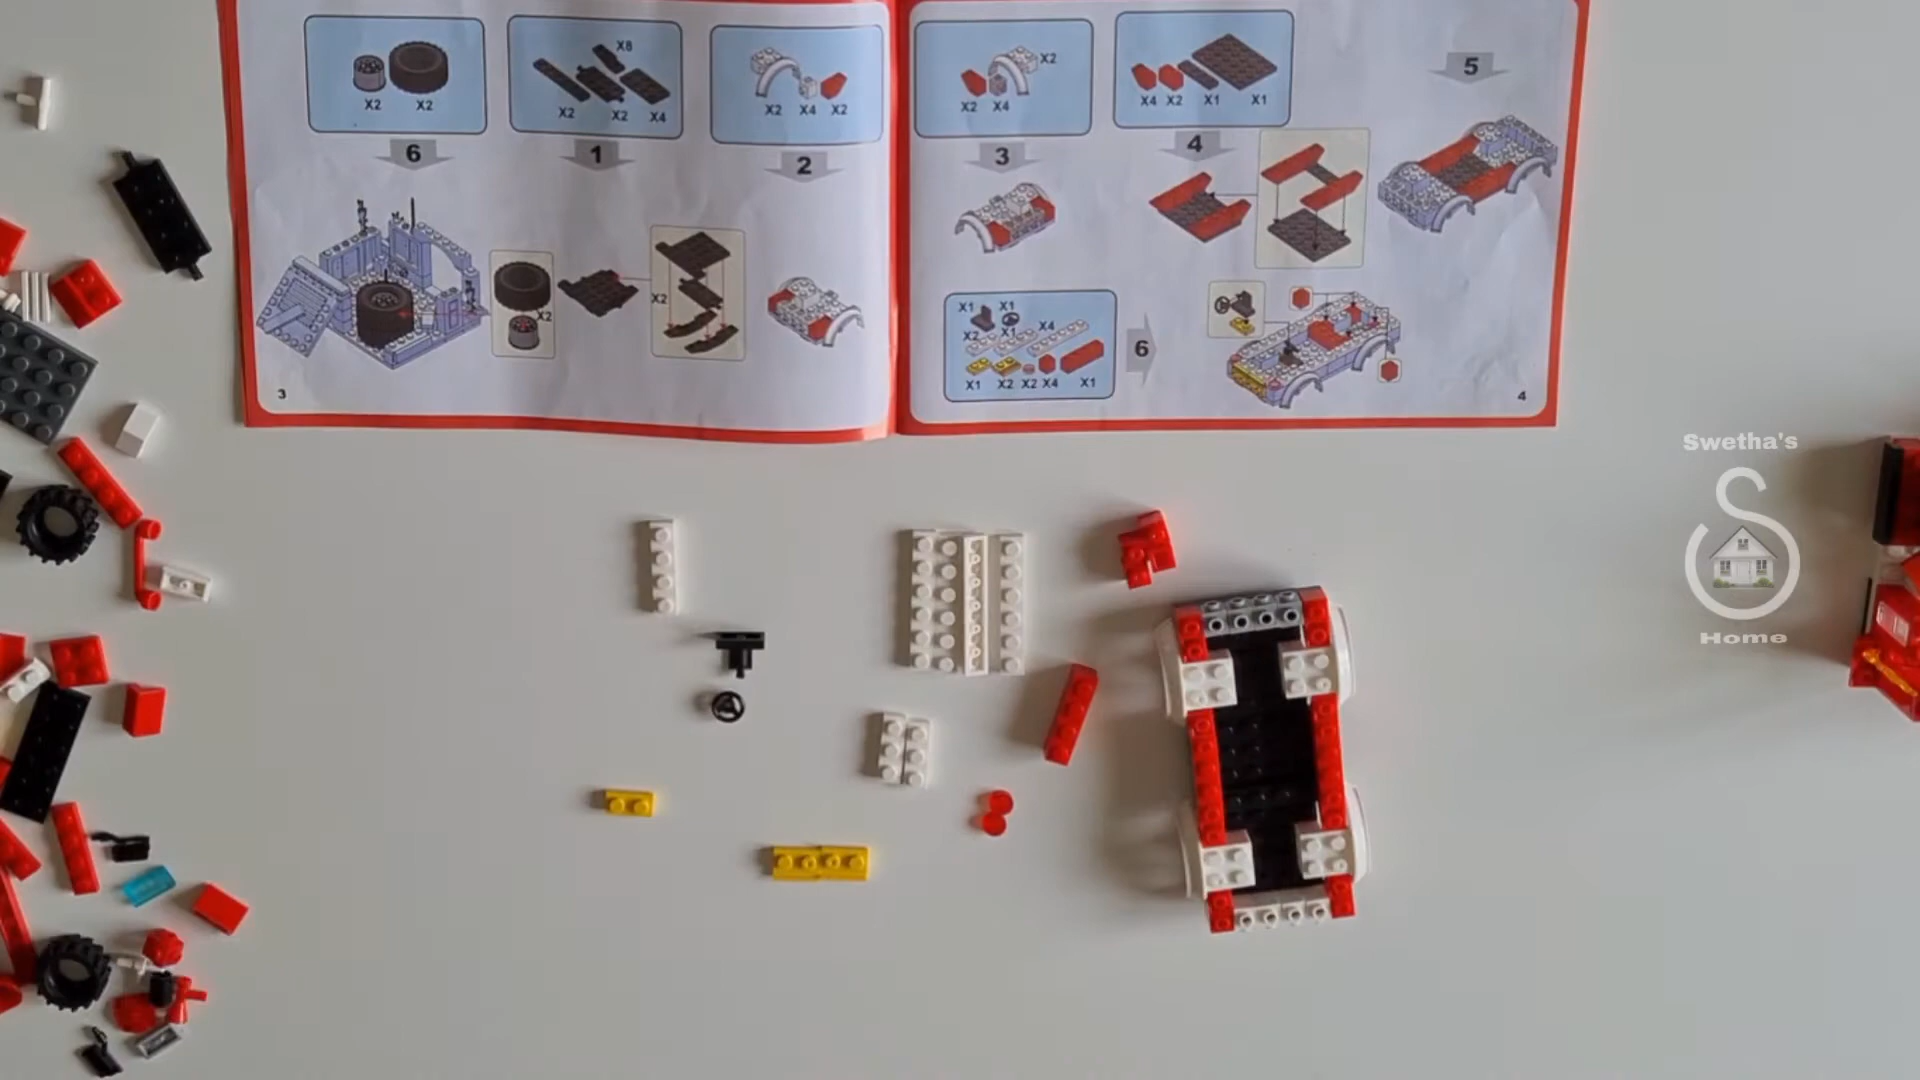 X2 X2
X8
X2 X2 X4
X2 X4 X2
6
1
2
X2
X2
3
X2
X2 X4
X4 X2 X1 X1
3
4
5
X1 X1
X1
X2 X4
X1 X2 X2 X4 X1
6
4
Swetha's
S
Home